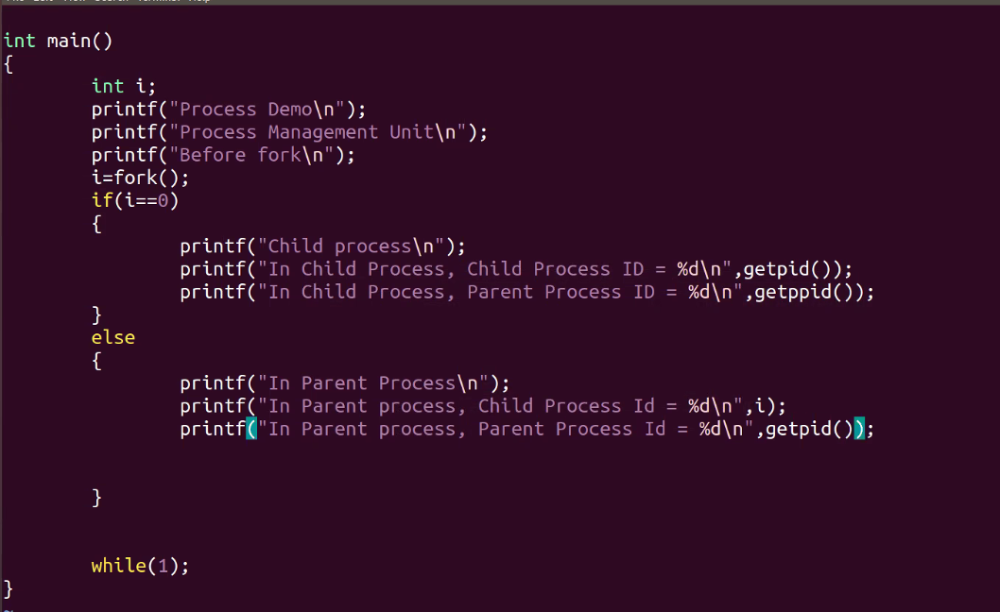 int main()
{
int i;
printf("Process Demo\n");
printf("Process Management Unit\n");
printf("Before fork\n");
i=fork();
if(i==0)
{
printf("Child process\n");
printf("In Child Process, Child Process ID = %d\n",getpid());
printf("In Child Process, Parent Process ID = %d\n",getppid());
}
else
{
printf("In Parent Process\n");
printf("In Parent process, Child Process Id = %d\n",i);
printf("In Parent process, Parent Process Id = %d\n",getpid());
}
while(1);
}